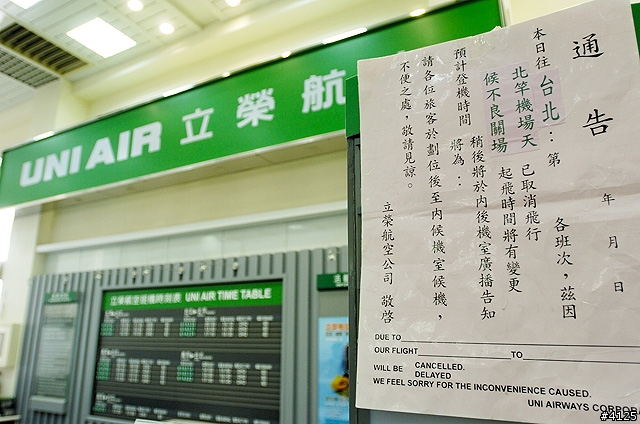 UNI AIR 立榮航
立榮航空現機時刻表 UNI AIR TIME TABLE
通告
年 月 日
本日往台北:第 各班次，茲因
北竿機場天 已取消飛行
候不良關場 起飛時間將有變更
稍後將於內後機室廣播告知
預計登機時間 將為:
請各位旅客於劃位後至內候機室候機，
不便之處，敬請見諒。
立榮航空公司 敬啓
DUE TO
OUR FLIGHT TO
WILL BE CANCELLED.
DELAYED
WE FEEL SORRY FOR THE INCONVENIENCE CAUSED.
UNI AIRWAYS CORPOR
#4125